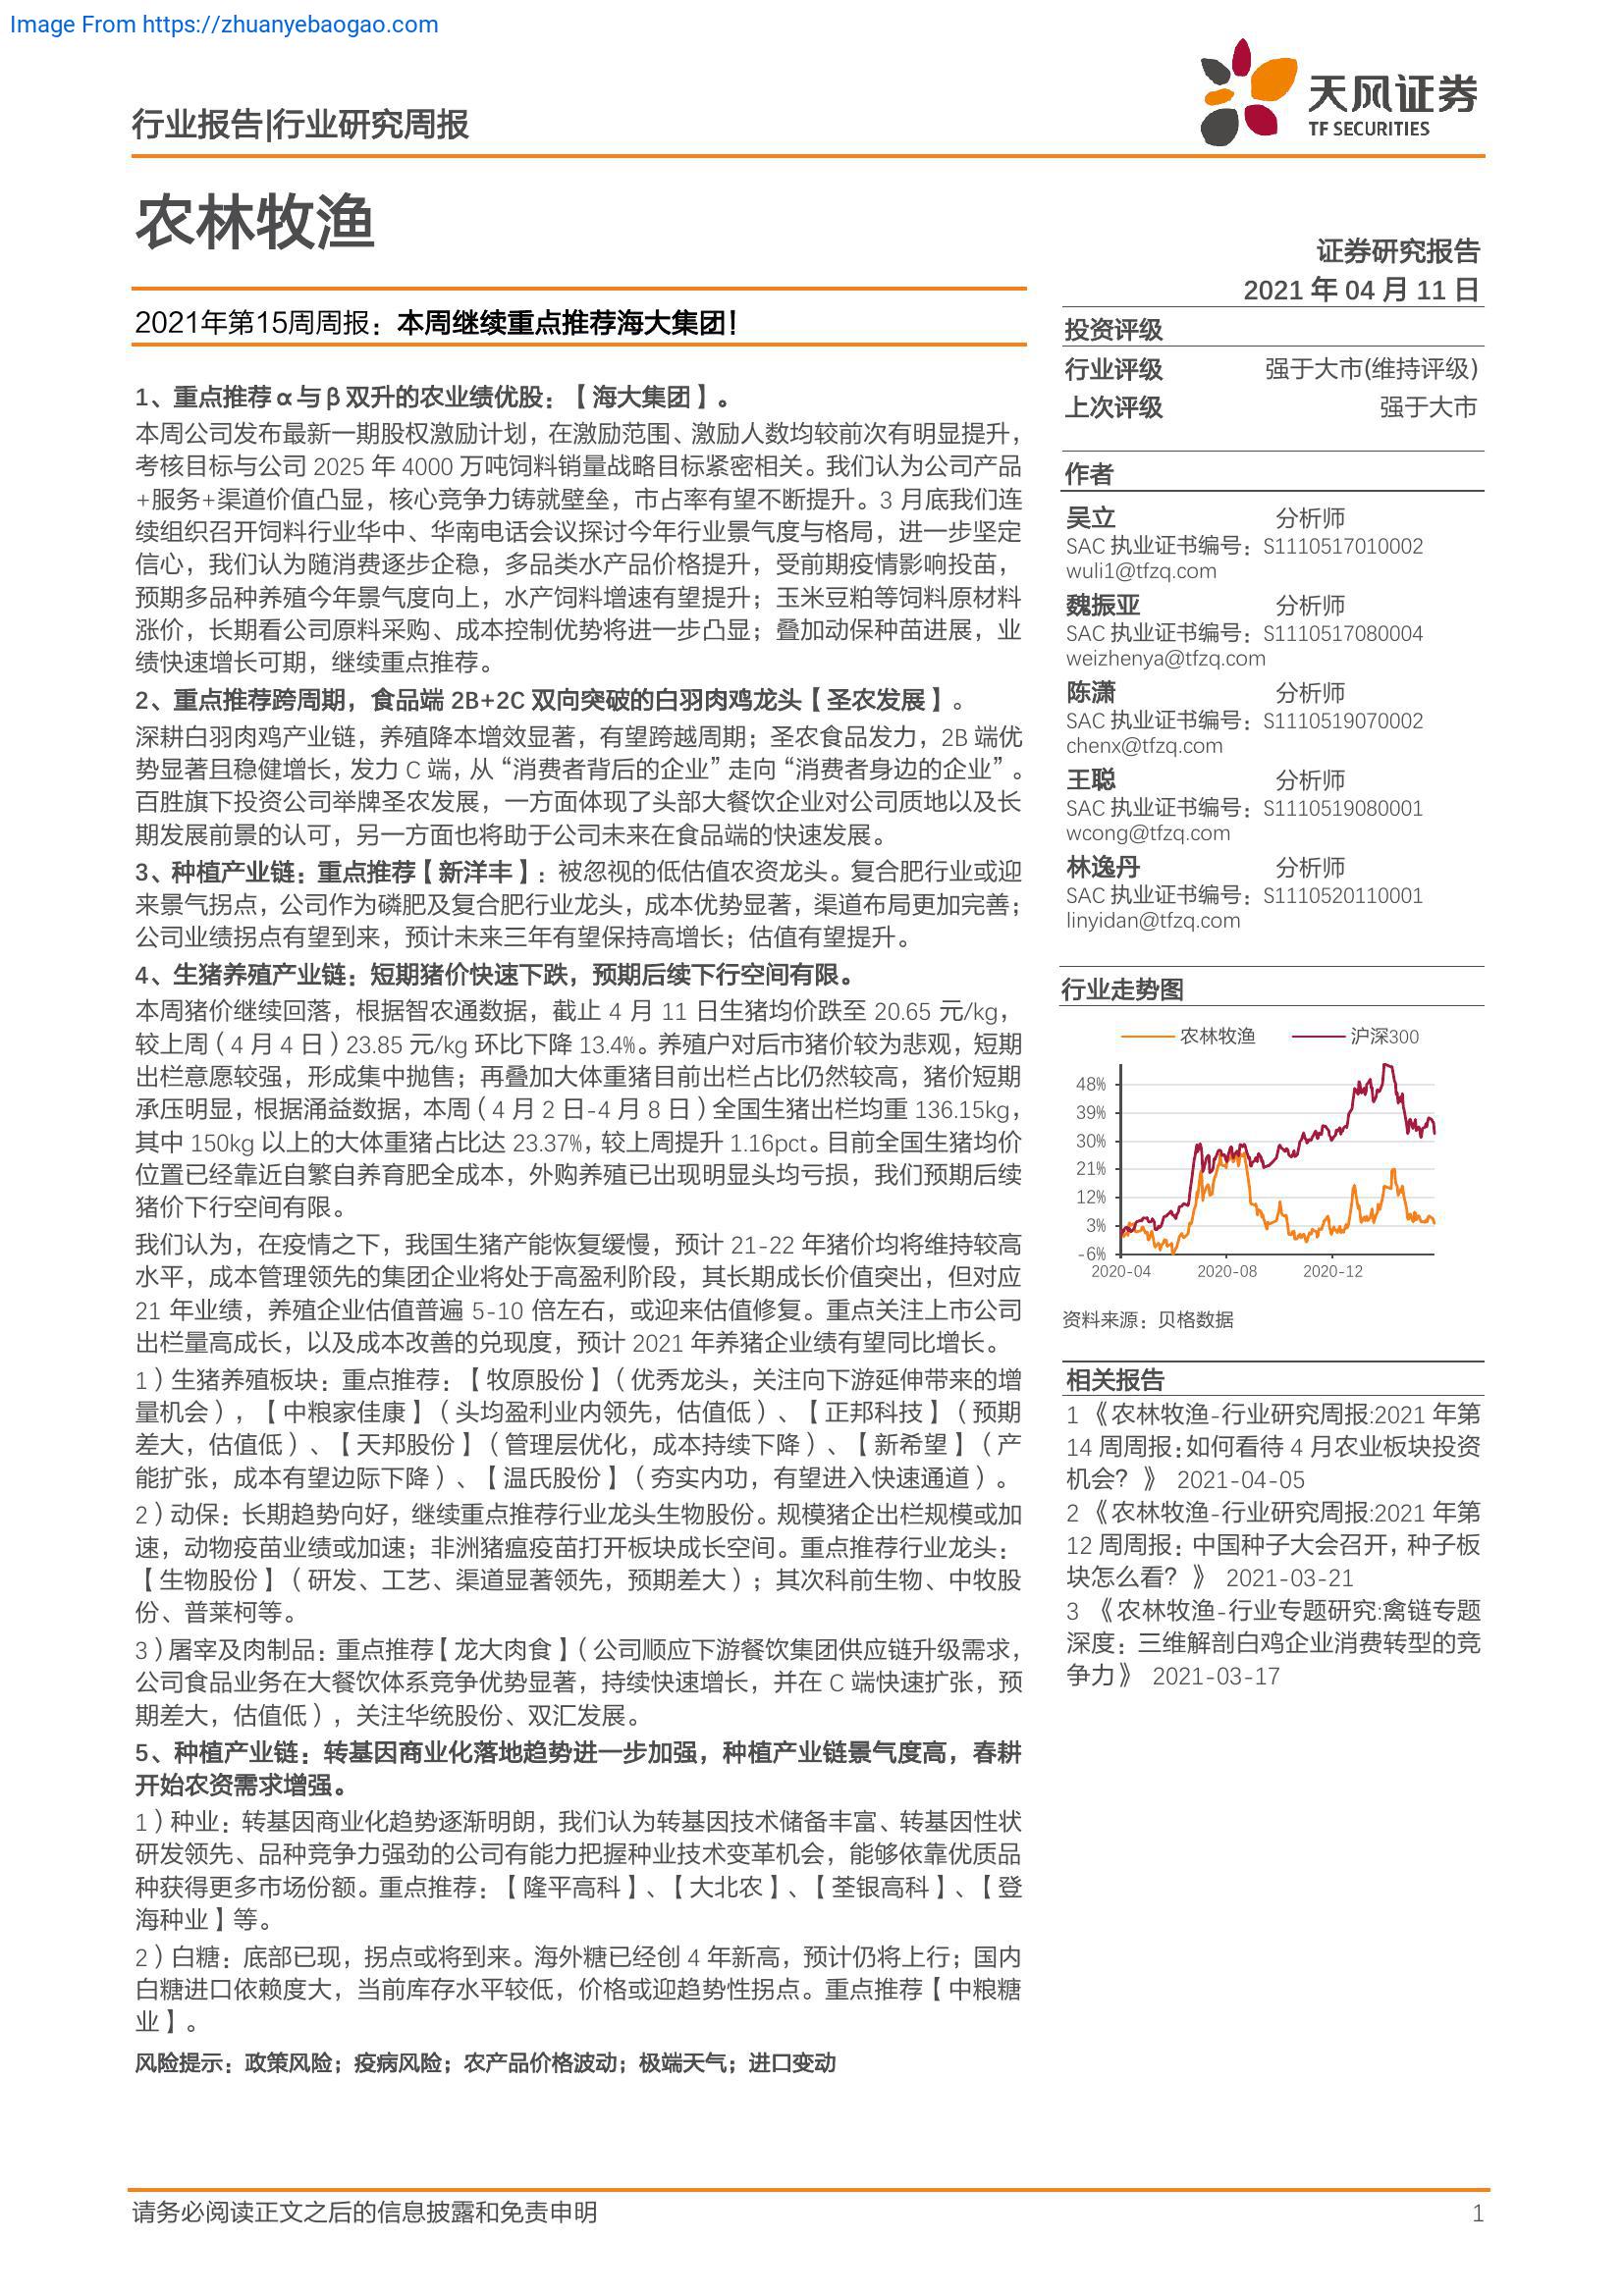 Image From https://zhuanyebaogao.com
行业报告|行业研究周报
天风证券
TF SECURITIES
农林牧渔
2021年第15周周报：本周继续重点推荐海大集团！
1、重点推荐α与β双升的农业绩优股：【海大集团】。
本周公司发布最新一期股权激励计划，在激励范围、激励人数均较前次有明显提升，
考核目标与公司 2025 年 4000 万吨饲料销量战略目标紧密相关。我们认为公司产品
+服务+渠道价值凸显，核心竞争力铸就壁垒，市占率有望不断提升。3 月底我们连
续组织召开饲料行业华中、华南电话会议探讨今年行业景气度与格局，进一步坚定
信心，我们认为随消费逐步企稳，多品类水产品价格提升，受前期疫情影响投苗，
预期多品种养殖今年景气度向上，水产饲料增速有望提升；玉米豆粕等饲料原材料
涨价，长期看公司原料采购、成本控制优势将进一步凸显；叠加动保种苗进展，业
绩快速增长可期，继续重点推荐。
2、重点推荐跨周期，食品端 2B+2C 双向突破的白羽肉鸡龙头【圣农发展】。
深耕白羽肉鸡产业链，养殖降本增效显著，有望跨越周期；圣农食品发力，2B 端优
势显著且稳健增长，发力 C 端，从“消费者背后的企业”走向“消费者身边的企业”。
百胜旗下投资公司举牌圣农发展，一方面体现了头部大餐饮企业对公司质地以及长
期发展前景的认可，另一方面也将助于公司未来在食品端的快速发展。
3、种植产业链：重点推荐【新洋丰】：被忽视的低估值农资龙头。复合肥行业或迎
来景气拐点，公司作为磷肥及复合肥行业龙头，成本优势显著，渠道布局更加完善；
公司业绩拐点有望到来，预计未来三年有望保持高增长；估值有望提升。
4、生猪养殖产业链：短期猪价快速下跌，预期后续下行空间有限。
本周猪价继续回落，根据智农通数据，截止 4 月 11 日生猪均价跌至 20.65 元/kg，
较上周（4 月 4 日）23.85 元/kg 环比下降 13.4%。养殖户对后市猪价较为悲观，短期
出栏意愿较强，形成集中抛售；再叠加大体重猪目前出栏占比仍然较高，猪价短期
承压明显，根据涌益数据，本周（4 月 2 日-4 月 8 日）全国生猪出栏均重 136.15kg，
其中 150kg 以上的大体重猪占比达 23.37%，较上周提升 1.16pct。目前全国生猪均价
位置已经靠近自繁自养育肥全成本，外购养殖已出现明显头均亏损，我们预期后续
猪价下行空间有限。
我们认为，在疫情之下，我国生猪产能恢复缓慢，预计 21-22 年猪价均将维持较高
水平，成本管理领先的集团企业将处于高盈利阶段，其长期成长价值突出，但对应
21 年业绩，养殖企业估值普遍 5-10 倍左右，或迎来估值修复。重点关注上市公司
出栏量高成长，以及成本改善的兑现度，预计 2021 年养猪企业绩有望同比增长。
1）生猪养殖板块：重点推荐：【牧原股份】（优秀龙头，关注向下游延伸带来的增
量机会），【中粮家佳康】（头均盈利业内领先，估值低）、【正邦科技】（预期
差大，估值低）、【天邦股份】（管理层优化，成本持续下降）、【新希望】（产
能扩张，成本有望边际下降）、【温氏股份】（夯实内功，有望进入快速通道）。
2）动保：长期趋势向好，继续重点推荐行业龙头生物股份。规模猪企出栏规模或加
速，动物疫苗业绩或加速；非洲猪瘟疫苗打开板块成长空间。重点推荐行业龙头：
【生物股份】（研发、工艺、渠道显著领先，预期差大）；其次科前生物、中牧股
份、普莱柯等。
3）屠宰及肉制品：重点推荐【龙大肉食】（公司顺应下游餐饮集团供应链升级需求，
公司食品业务在大餐饮体系竞争优势显著，持续快速增长，并在 C 端快速扩张，预
期差大，估值低），关注华统股份、双汇发展。
5、种植产业链：转基因商业化落地趋势进一步加强，种植产业链景气度高，春耕
开始农资需求增强。
1）种业：转基因商业化趋势逐渐明朗，我们认为转基因技术储备丰富、转基因性状
研发领先、品种竞争力强劲的公司有能力把握种业技术变革机会，能够依靠优质品
种获得更多市场份额。重点推荐：【隆平高科】、【大北农】、【荃银高科】、【登
海种业】等。
2）白糖：底部已现，拐点或将到来。海外糖已经创 4 年新高，预计仍将上行；国内
白糖进口依赖度大，当前库存水平较低，价格或迎趋势性拐点。重点推荐【中粮糖
业】。
风险提示：政策风险；疫病风险；农产品价格波动；极端天气；进口变动
证券研究报告
2021 年 04 月 11 日
投资评级
行业评级 强于大市(维持评级)
上次评级 强于大市
作者
吴立 分析师
SAC 执业证书编号：S1110517010002
wuli1@tfzq.com
魏振亚 分析师
SAC 执业证书编号：S1110517080004
weizhenya@tfzq.com
陈潇 分析师
SAC 执业证书编号：S1110519070002
chenx@tfzq.com
王聪 分析师
SAC 执业证书编号：S1110519080001
wcong@tfzq.com
林逸丹 分析师
SAC 执业证书编号：S1110520110001
linyidan@tfzq.com
行业走势图
农林牧渔 沪深300
48%
39%
30%
21%
12%
3%
-6%
2020-04 2020-08 2020-12
资料来源：贝格数据
相关报告
1 《农林牧渔-行业研究周报:2021 年第
14 周周报:如何看待 4 月农业板块投资
机会？》 2021-04-05
2 《农林牧渔-行业研究周报:2021 年第
12 周周报：中国种子大会召开，种子板
块怎么看？》 2021-03-21
3 《农林牧渔-行业专题研究:禽链专题
深度：三维解剖白鸡企业消费转型的竞
争力》 2021-03-17
请务必阅读正文之后的信息披露和免责申明 1